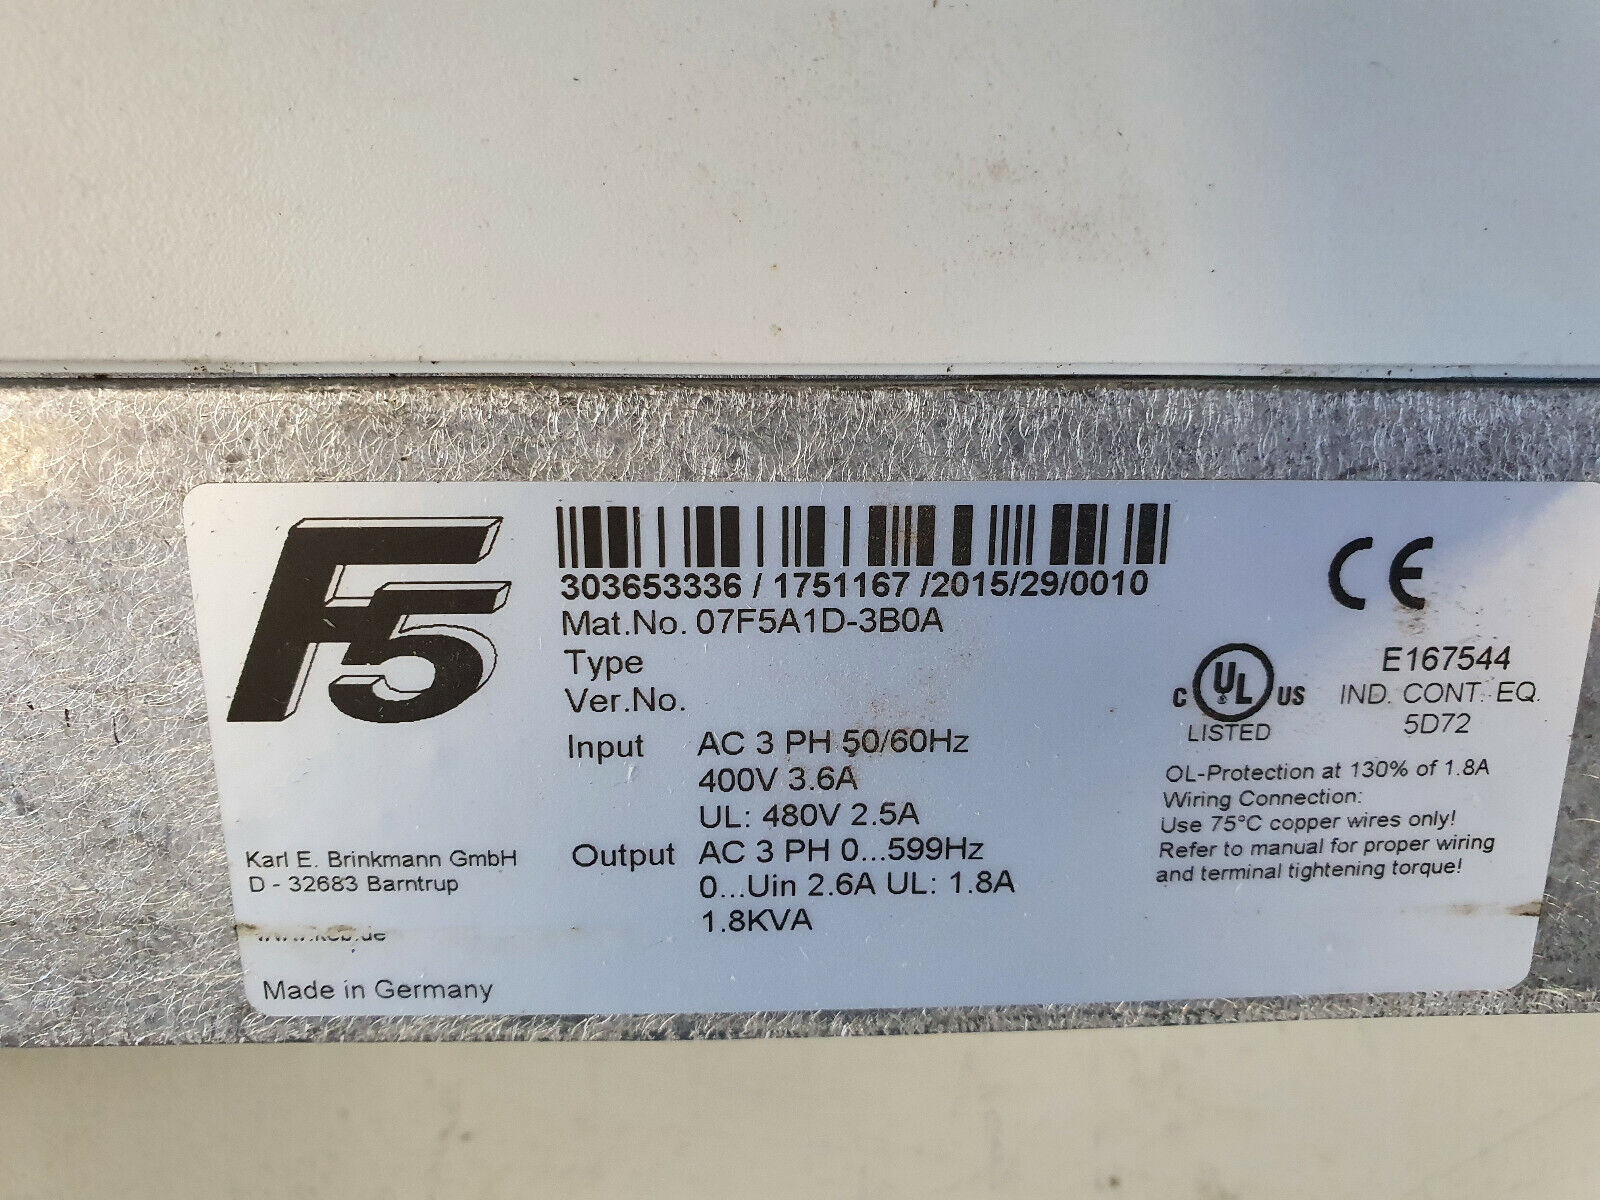 F5
303653336 / 1751167 /2015/29/0010
Mat.No. 07F5A1D-3B0A
Type
Ver.No.
Input AC 3 PH 50/60Hz
400V 3.6A
UL: 480V 2.5A
Output AC 3 PH 0...599Hz
0...Uin 2.6A UL: 1.8A
1.8KVA
Karl E. Brinkmann GmbH
D - 32683 Barntrup
Made in Germany
CE
C UL US
LISTED
E167544
IND. CONT. EQ.
5D72
OL-Protection at 130% of 1.8A
Wiring Connection:
Use 75°C copper wires only!
Refer to manual for proper wiring
and terminal tightening torque!